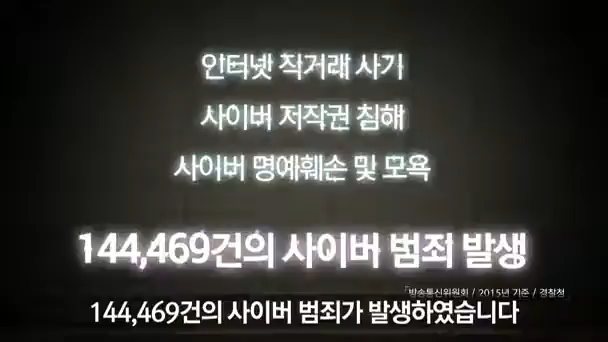 인터넷 직거래 사기
사이버 저작권 침해
사이버 명예훼손 및 모욕
144,469건의 사이버 범죄 발생
「방송통신위원회 / 2015년 기준 / 경찰청」
144,469건의 사이버 범죄가 발생하였습니다